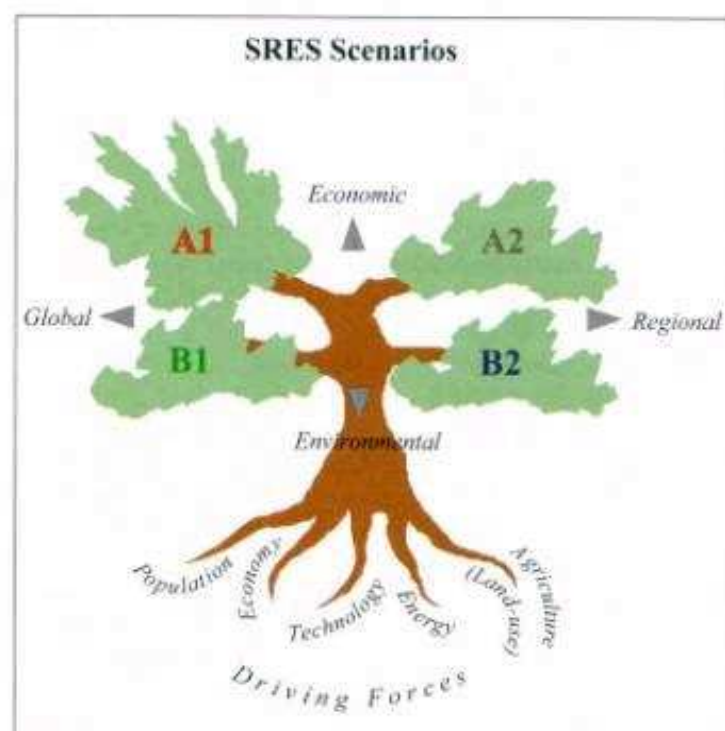 SRES Scenarios
Economic
A1
A2
Global
Regional
B1
B2
Environmental
Population
Economy
Technology
Energy
Agriculture
(Land-use)
Driving Forces